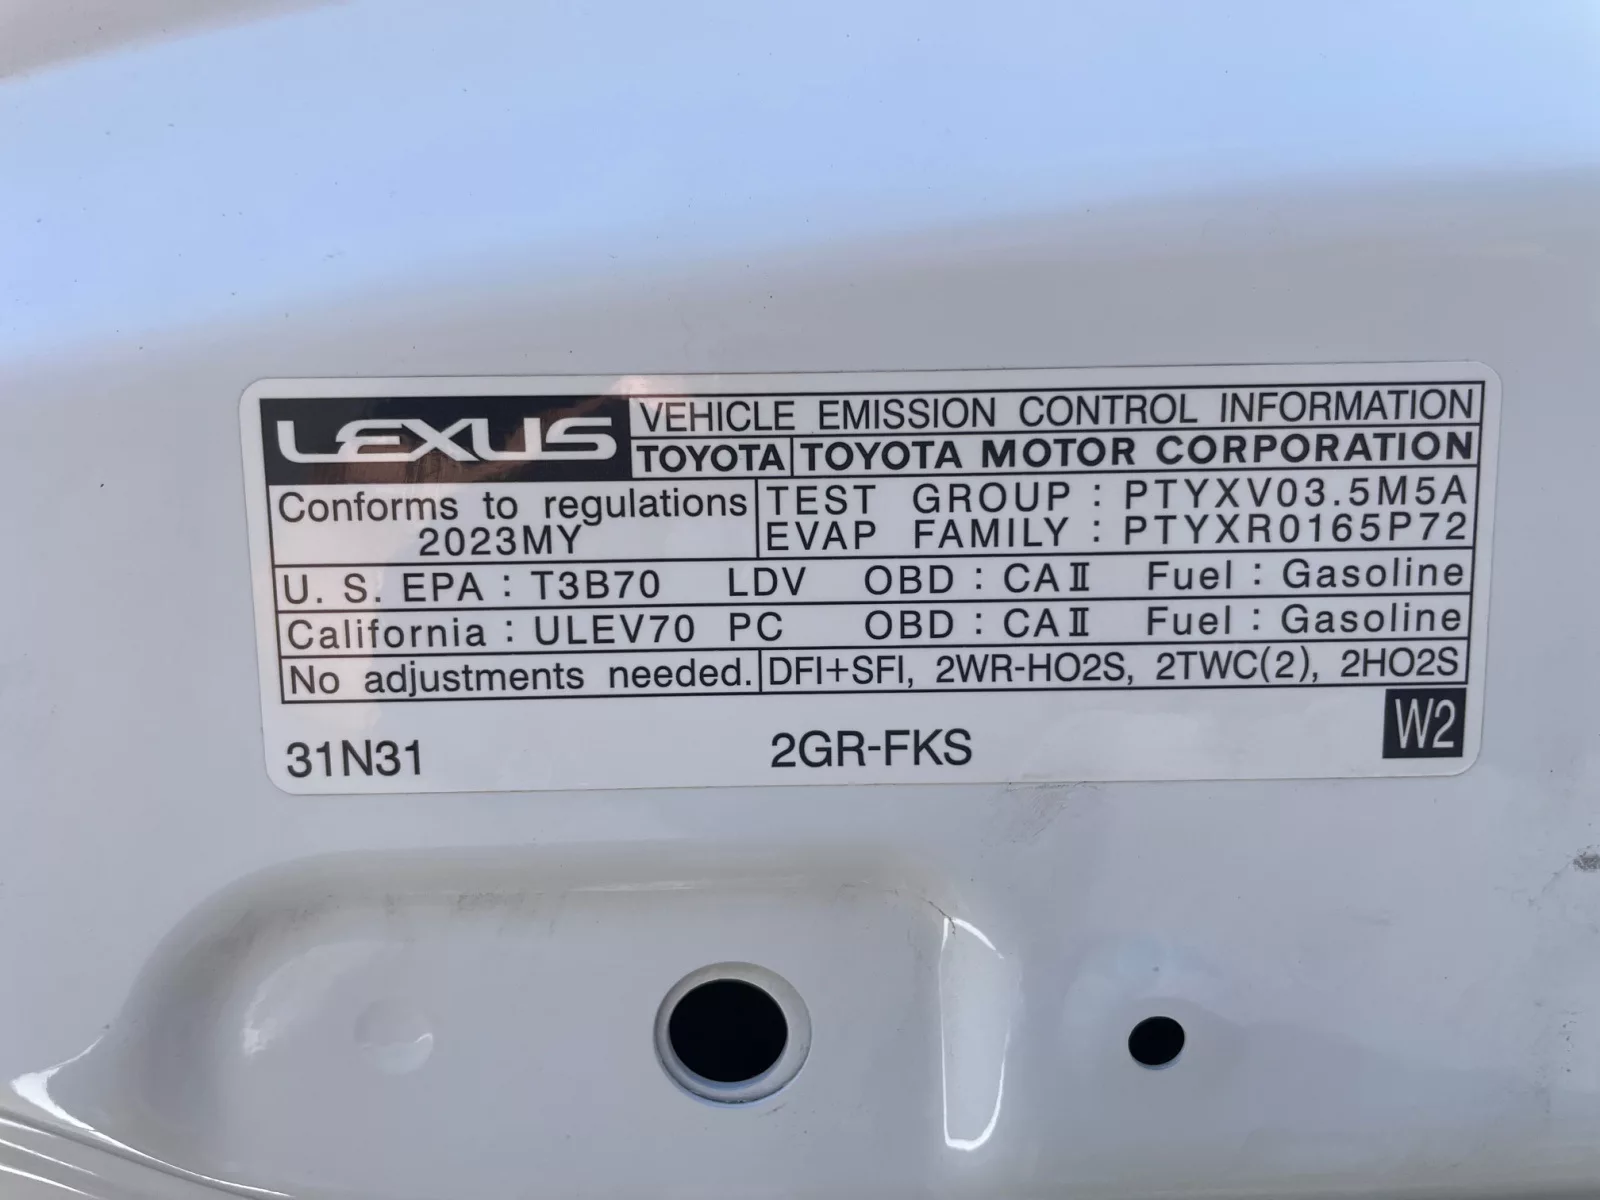 LEXUS VEHICLE EMISSION CONTROL INFORMATION
TOYOTA TOYOTA MOTOR CORPORATION
Conforms to regulations
2023MY
TEST GROUP : PTYXV03.5M5A
EVAP FAMILY : PTYXR0165P72
U. S. EPA : T3B70 LDV OBD : CAⅡ Fuel : Gasoline
California : ULEV70 PC OBD : CAⅡ Fuel : Gasoline
No adjustments needed. DFI+SFI, 2WR-HO2S, 2TWC(2), 2HO2S
31N31 2GR-FKS W2